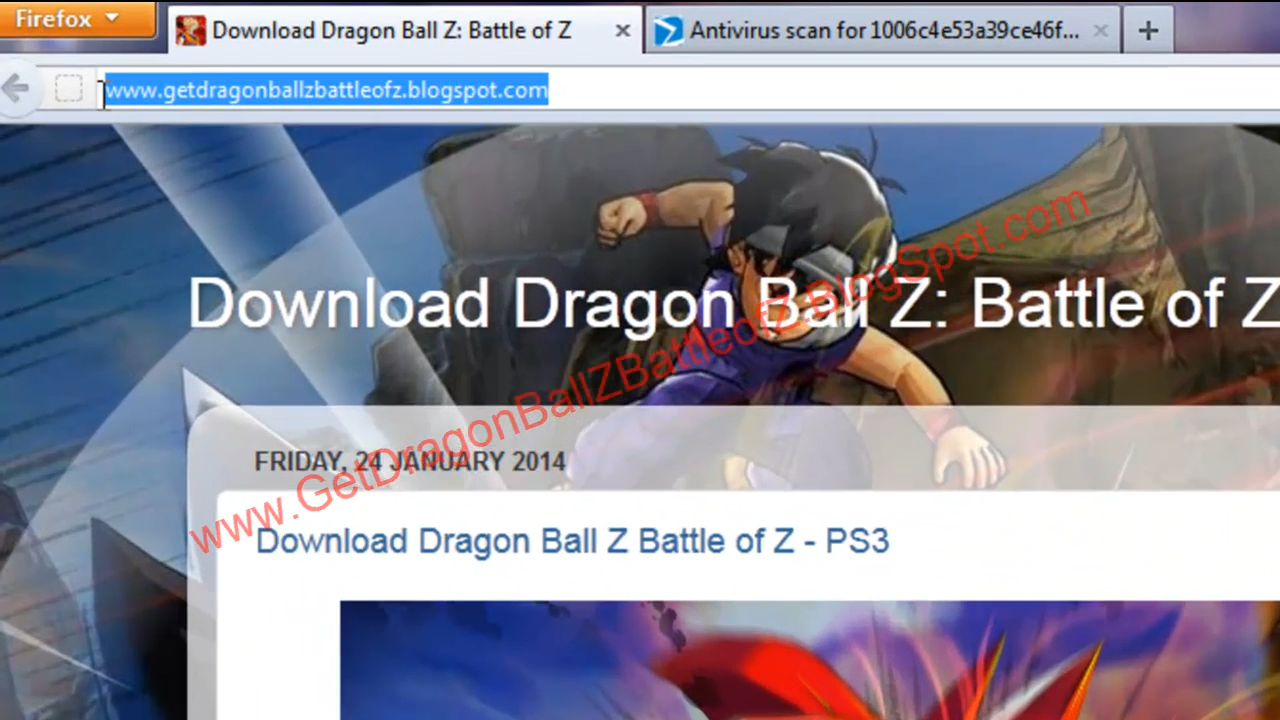 Firefox
Download Dragon Ball Z: Battle of Z
Antivirus scan for 1006c4e53a39ce46f...
www.getdragonballzbattleofz.blogspot.com
Download Dragon Ball Z: Battle of Z
www.GetDragonBallZBattleofZ.BlogSpot.com
FRIDAY, 24 JANUARY 2014
Download Dragon Ball Z Battle of Z - PS3